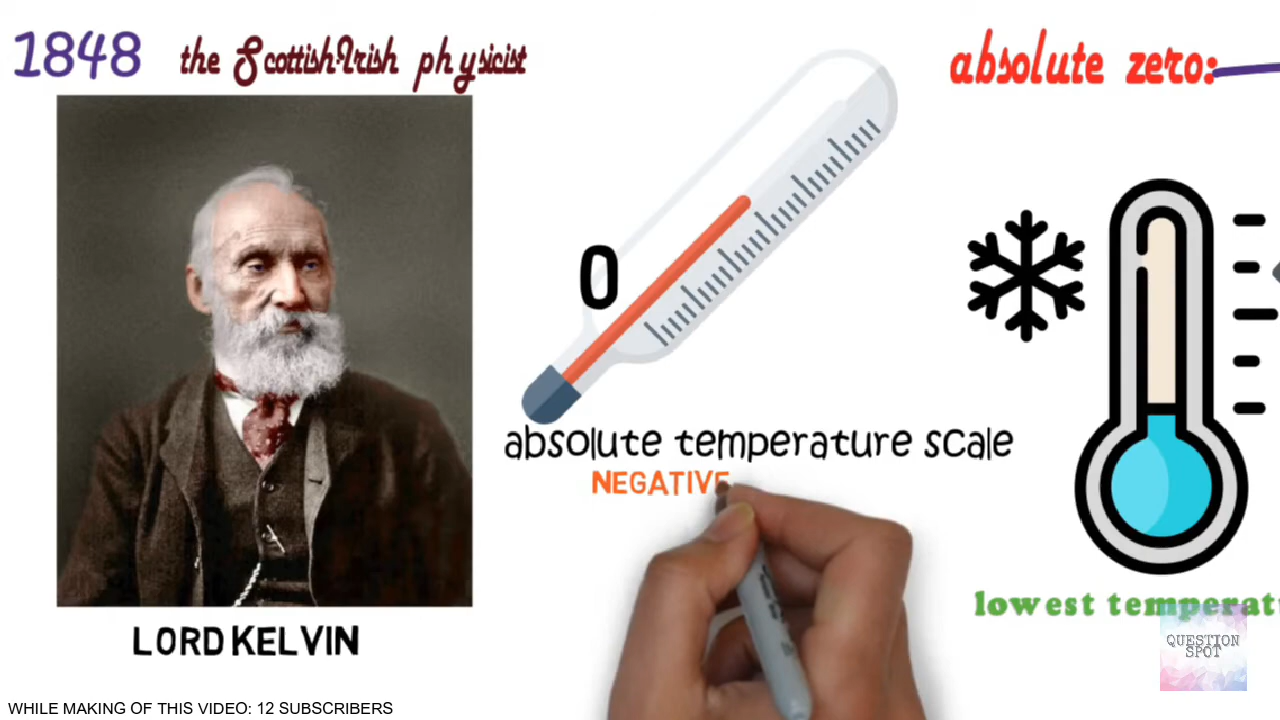 1848 the Scottish-Irish physicist
absolute zero:
0
absolute temperature scale
NEGATIVE
lowest
LORD KELVIN
QUESTION
SPOT
WHILE MAKING OF THIS VIDEO: 12 SUBSCRIBERS